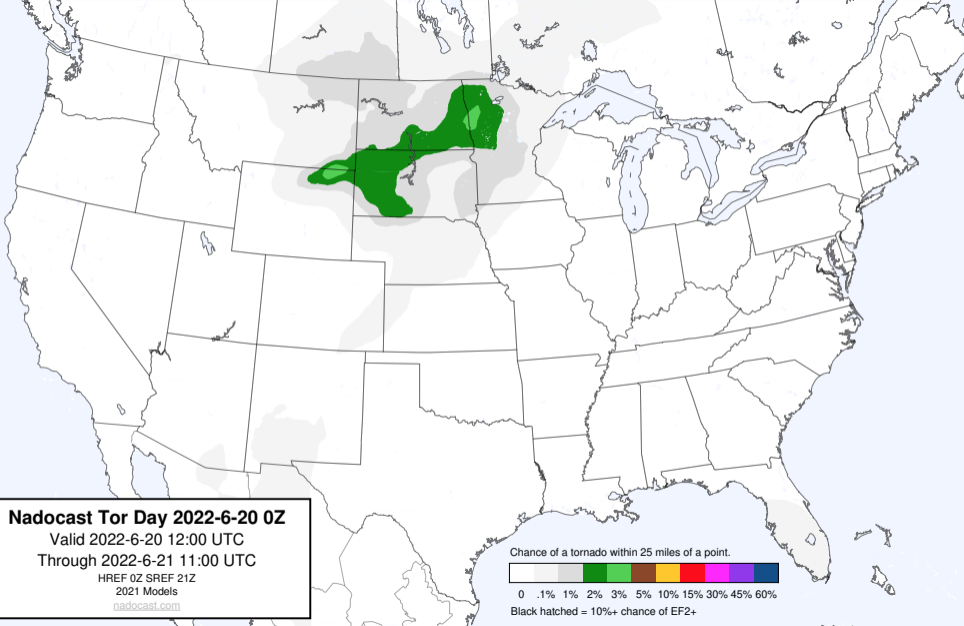 Nadocast Tor Day 2022-6-20 0Z
Valid 2022-6-20 12:00 UTC
Through 2022-6-21 11:00 UTC
HREF 0Z SREF 21Z
2021 Models
nadocast.com
Chance of a tornado within 25 miles of a point.
0 .1% 1% 2% 3% 5% 10% 15% 30% 45% 60%
Black hatched = 10%+ chance of EF2+